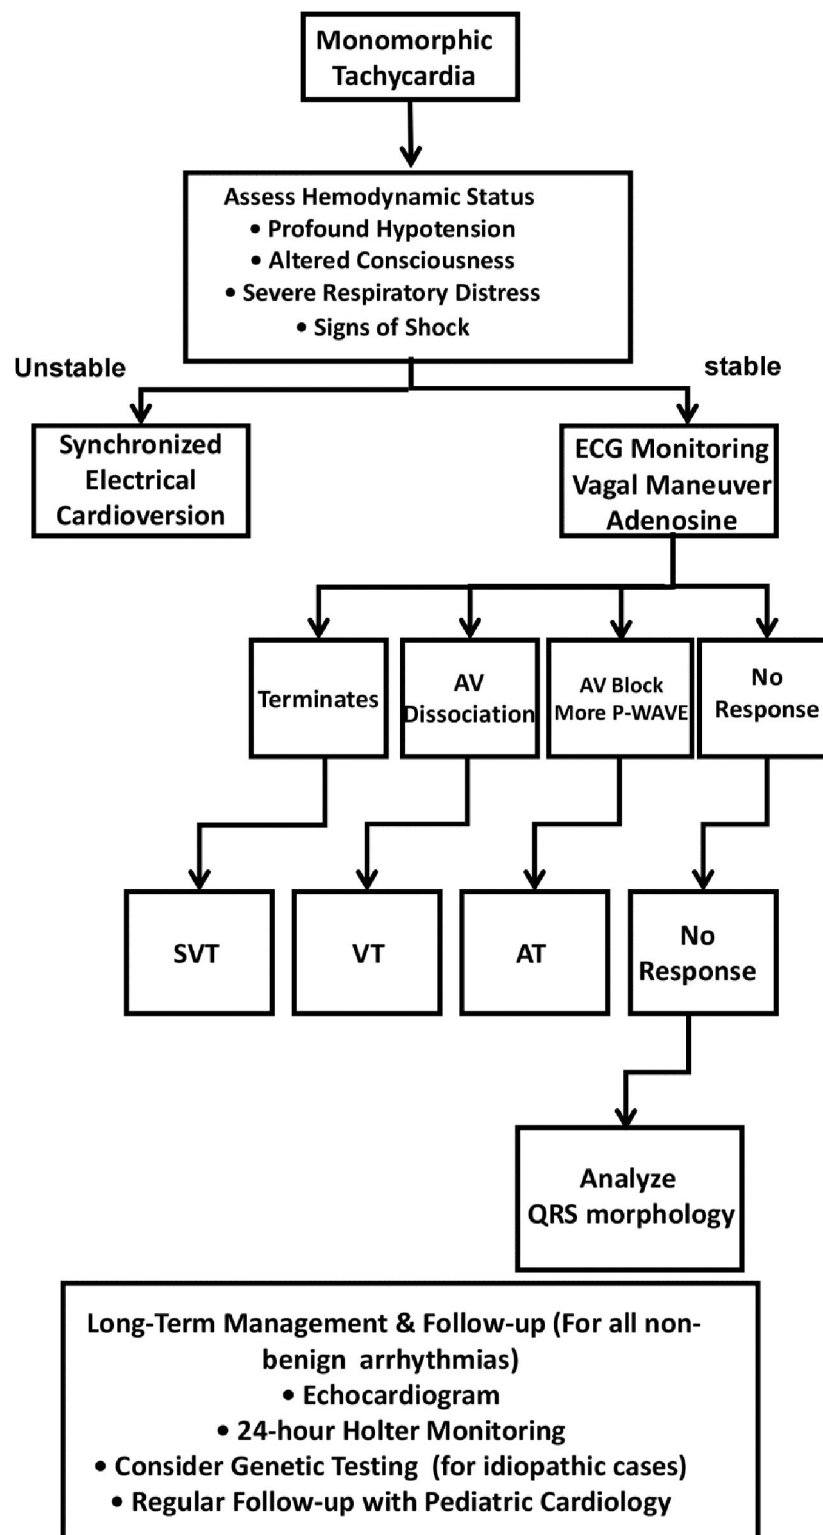 Monomorphic
Tachycardia
Assess Hemodynamic Status
• Profound Hypotension
• Altered Consciousness
• Severe Respiratory Distress
• Signs of Shock
Unstable
stable
Synchronized
Electrical
Cardioversion
ECG Monitoring
Vagal Maneuver
Adenosine
Terminates
AV
Dissociation
AV Block
More P-WAVE
No
Response
SVT
VT
AT
No
Response
Analyze
QRS morphology
Long-Term Management & Follow-up (For all non-
benign arrhythmias)
• Echocardiogram
• 24-hour Holter Monitoring
• Consider Genetic Testing (for idiopathic cases)
• Regular Follow-up with Pediatric Cardiology